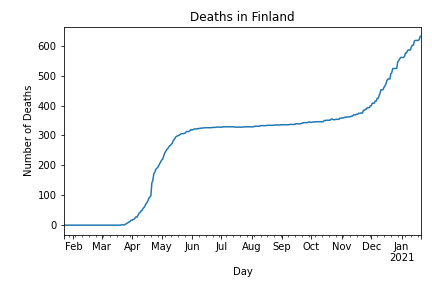 Deaths in Finland
Number of Deaths
600
500
400
300
200
100
0
Feb Mar Apr May Jun Jul Aug Sep Oct Nov Dec Jan
2021
Day